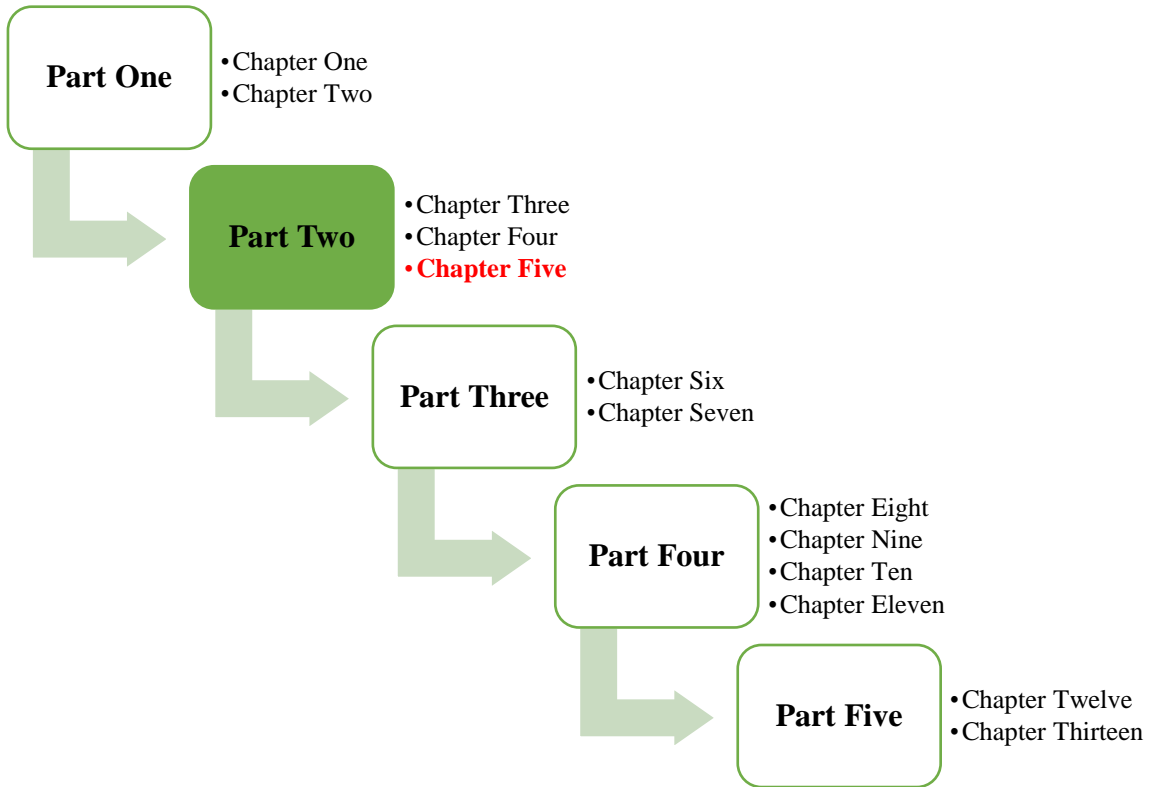 Part One
•Chapter One
•Chapter Two
Part Two
•Chapter Three
•Chapter Four
•Chapter Five
Part Three
•Chapter Six
•Chapter Seven
Part Four
•Chapter Eight
•Chapter Nine
•Chapter Ten
•Chapter Eleven
Part Five
•Chapter Twelve
•Chapter Thirteen